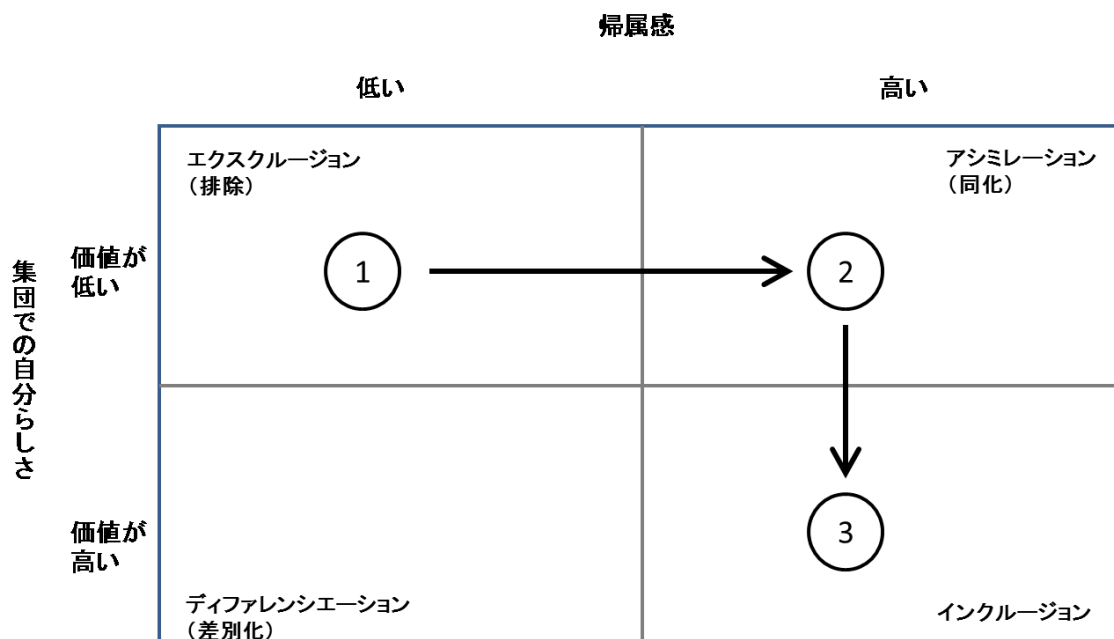 帰属感
低い
高い
エクスクルージョン
（排除）
アシミレーション
（同化）
集団での自分らしさ
価値が
低い
1
2
価値が
高い
3
ディファレンシエーション
（差別化）
インクルージョン